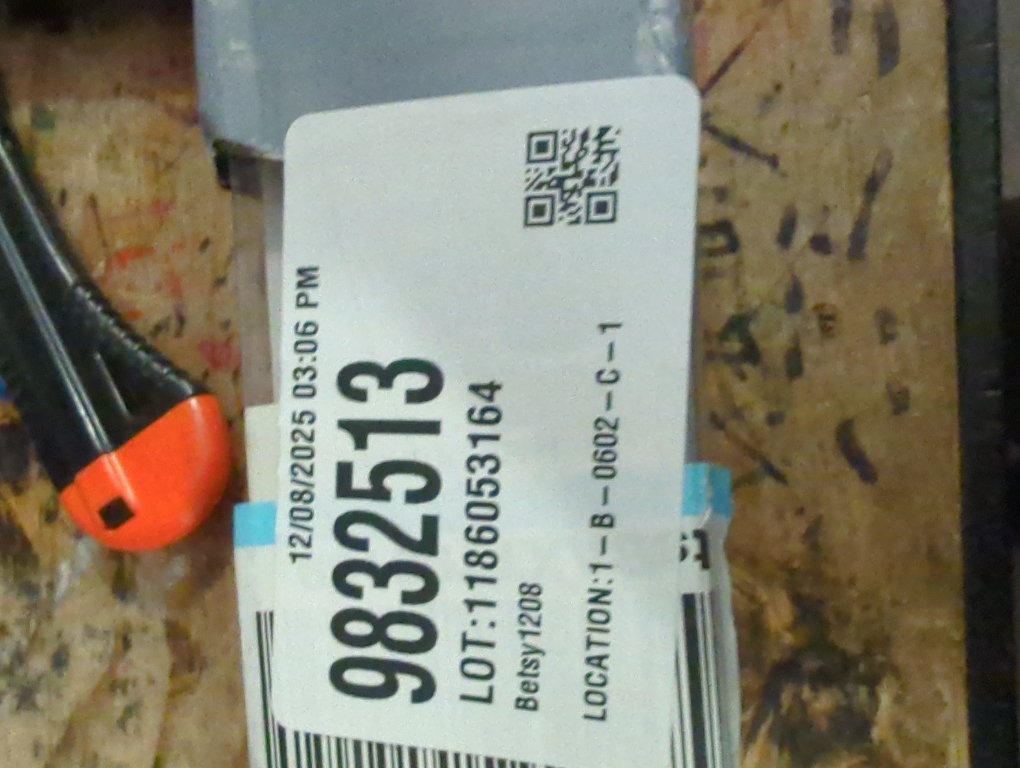 12/08/2025 03:06 PM
9832513
LOT:1186053164
Betsy1208
LOCATION:1-B-0602-C-1